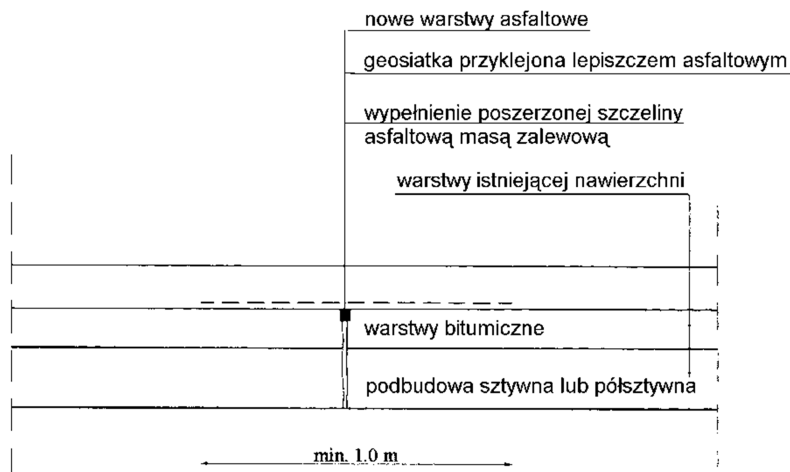 nowe warstwy asfaltowe
geosiatka przyklejona lepiszczem asfaltowym
wypełnienie poszerzonej szczeliny
asfaltową masą zalewową
warstwy istniejącej nawierzchni
warstwy bitumiczne
podbudowa sztywna lub półsztywna
min. 1.0 m